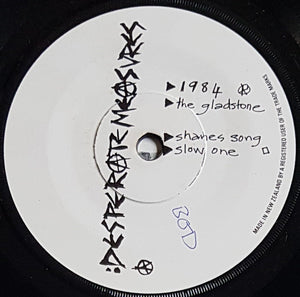 :DESPERATE MEASURES
1984
the gladstone
shanes song
slow one
BOD
MADE IN NEW ZEALAND BY A REGISTERED USER OF THE TRADE MARKS